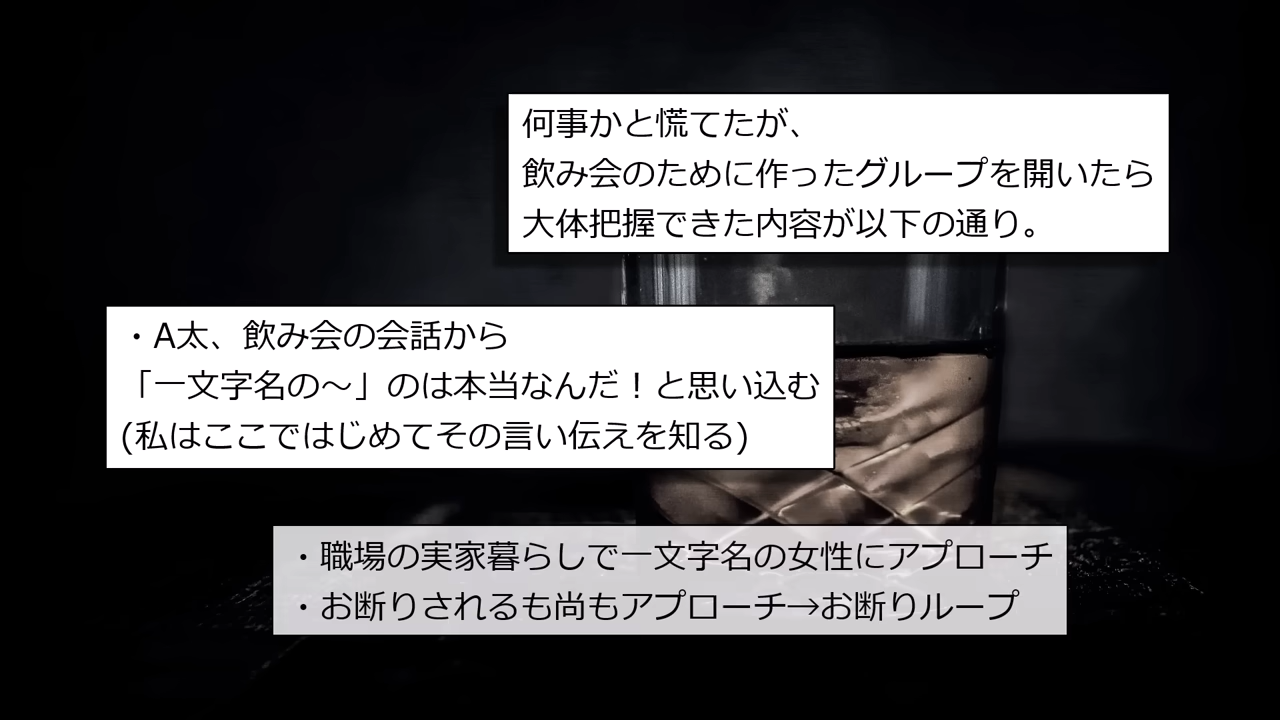 何事かと慌てたが、
飲み会のために作ったグループを開いたら
大体把握できた内容が以下の通り。
・A太、飲み会の会話から
「一文字名の～」のは本当なんだ！と思い込む
(私はここではじめてその言い伝えを知る)
・職場の実家暮らしで一文字名の女性にアプローチ
・お断りされるも尚もアプローチ→お断りループ